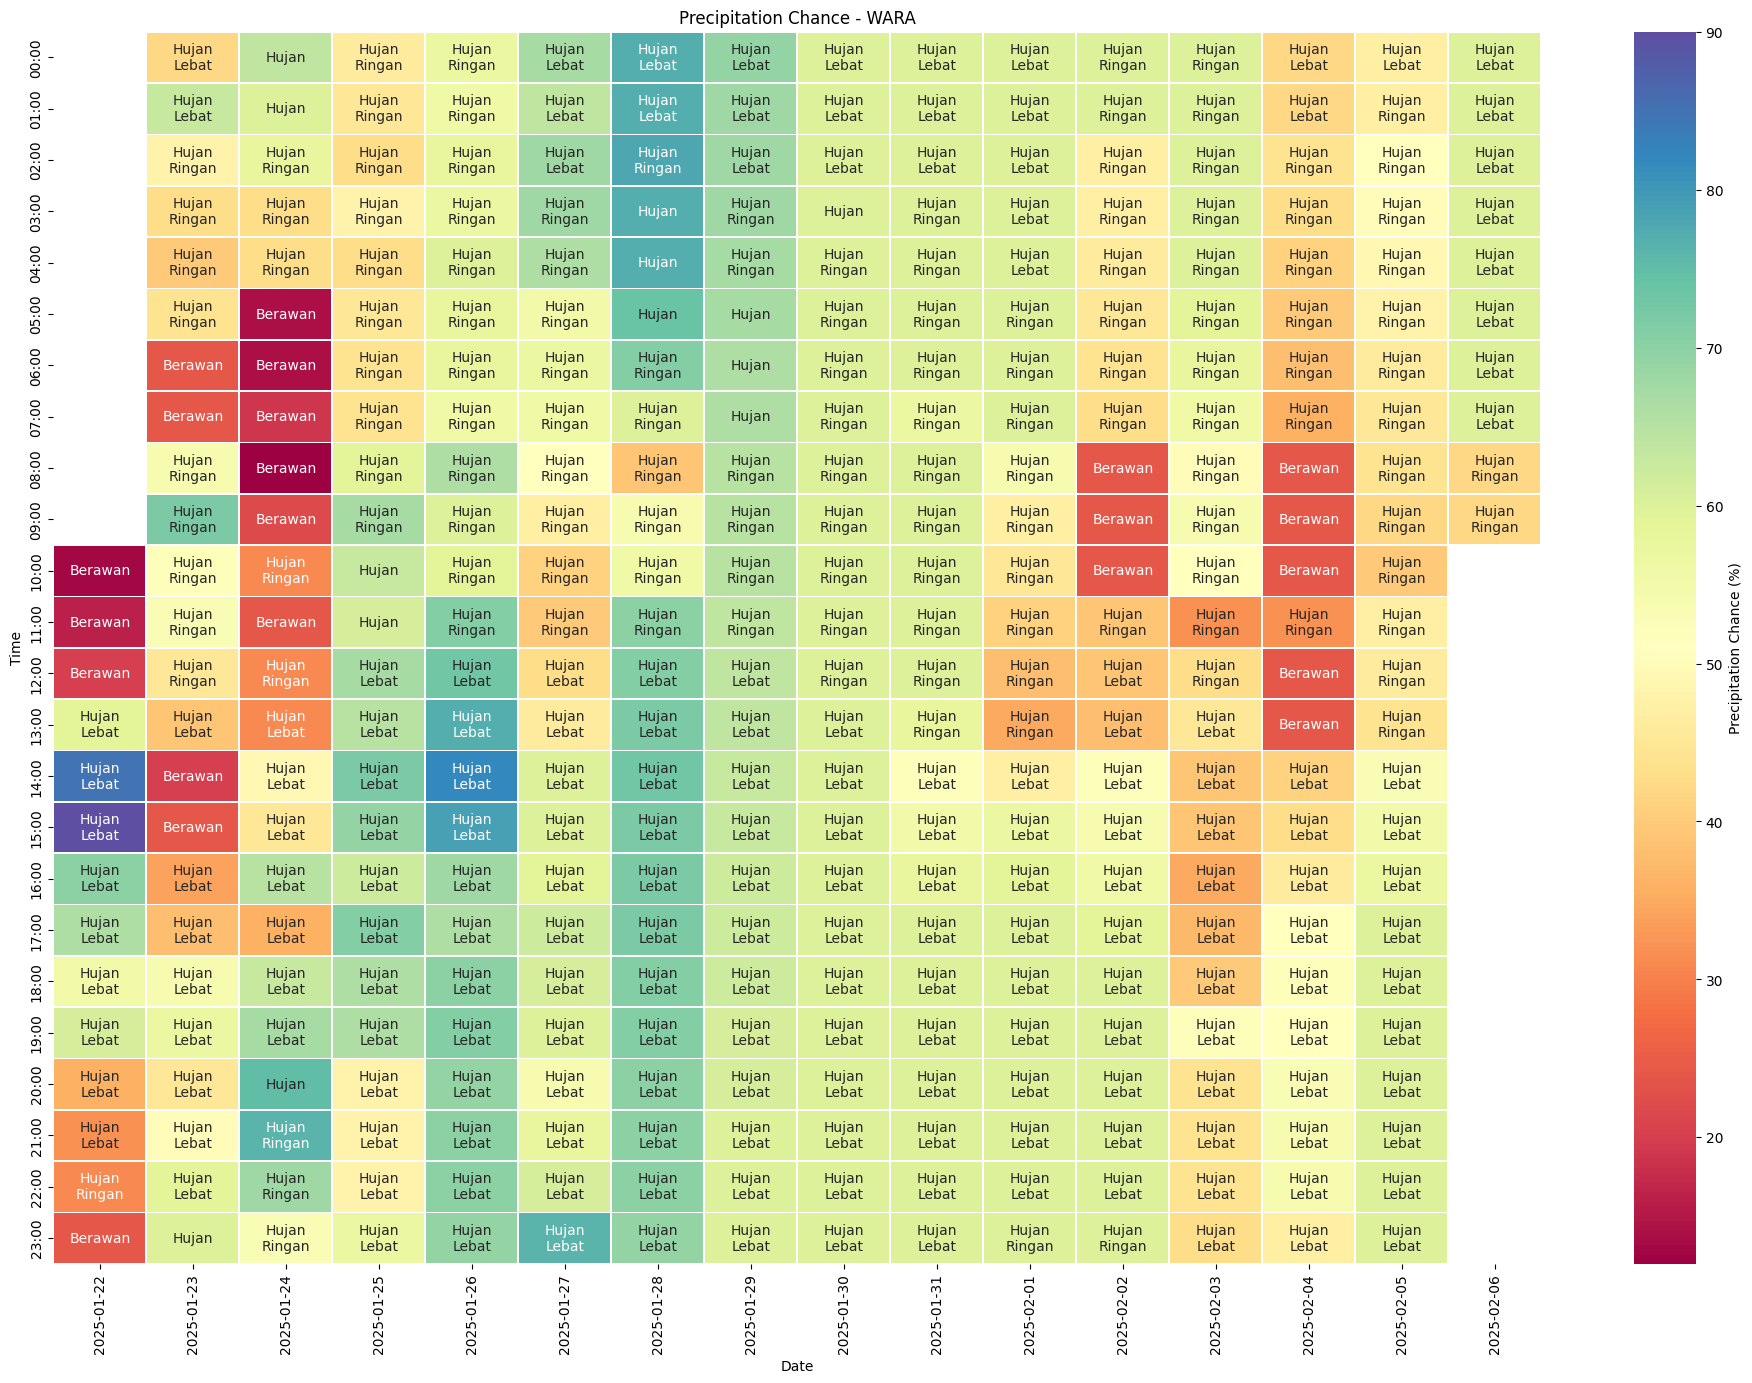 Precipitation Chance - WARA
00:00 Hujan Lebat Hujan Hujan Ringan Hujan Ringan Hujan Lebat Hujan Lebat Hujan Lebat Hujan Lebat Hujan Lebat Hujan Lebat Hujan Ringan Hujan Ringan Hujan Lebat Hujan Lebat Hujan Lebat
01:00 Hujan Lebat Hujan Hujan Ringan Hujan Ringan Hujan Lebat Hujan Lebat Hujan Lebat Hujan Lebat Hujan Lebat Hujan Lebat Hujan Ringan Hujan Ringan Hujan Lebat Hujan Ringan Hujan Lebat
02:00 Hujan Ringan Hujan Ringan Hujan Ringan Hujan Ringan Hujan Lebat Hujan Ringan Hujan Lebat Hujan Lebat Hujan Lebat Hujan Lebat Hujan Ringan Hujan Ringan Hujan Ringan Hujan Ringan Hujan Lebat
03:00 Hujan Ringan Hujan Ringan Hujan Ringan Hujan Ringan Hujan Ringan Hujan Hujan Ringan Hujan Hujan Ringan Hujan Lebat Hujan Ringan Hujan Ringan Hujan Ringan Hujan Ringan Hujan Lebat
04:00 Hujan Ringan Hujan Ringan Hujan Ringan Hujan Ringan Hujan Ringan Hujan Hujan Ringan Hujan Ringan Hujan Ringan Hujan Lebat Hujan Ringan Hujan Ringan Hujan Ringan Hujan Ringan Hujan Lebat
05:00 Hujan Ringan Berawan Hujan Ringan Hujan Ringan Hujan Ringan Hujan Hujan Hujan Ringan Hujan Ringan Hujan Ringan Hujan Ringan Hujan Ringan Hujan Ringan Hujan Ringan Hujan Lebat
06:00 Berawan Berawan Hujan Ringan Hujan Ringan Hujan Ringan Hujan Ringan Hujan Hujan Ringan Hujan Ringan Hujan Ringan Hujan Ringan Hujan Ringan Hujan Ringan Hujan Ringan Hujan Lebat
07:00 Berawan Berawan Hujan Ringan Hujan Ringan Hujan Ringan Hujan Ringan Hujan Hujan Ringan Hujan Ringan Hujan Ringan Hujan Ringan Hujan Ringan Hujan Ringan Hujan Ringan Hujan Lebat
08:00 Hujan Ringan Berawan Hujan Ringan Hujan Ringan Hujan Ringan Hujan Ringan Hujan Ringan Hujan Ringan Hujan Ringan Hujan Ringan Berawan Hujan Ringan Berawan Hujan Ringan Hujan Ringan
09:00 Hujan Ringan Berawan Hujan Ringan Hujan Ringan Hujan Ringan Hujan Ringan Hujan Ringan Hujan Ringan Hujan Ringan Hujan Ringan Berawan Hujan Ringan Berawan Hujan Ringan Hujan Ringan
10:00 Berawan Hujan Ringan Hujan Ringan Hujan Hujan Ringan Hujan Ringan Hujan Ringan Hujan Ringan Hujan Ringan Hujan Ringan Hujan Ringan Berawan Hujan Ringan Berawan Hujan Ringan
11:00 Berawan Hujan Ringan Berawan Hujan Hujan Ringan Hujan Ringan Hujan Ringan Hujan Ringan Hujan Ringan Hujan Ringan Hujan Ringan Hujan Ringan Hujan Ringan Hujan Ringan Hujan Ringan
12:00 Berawan Hujan Ringan Hujan Ringan Hujan Lebat Hujan Lebat Hujan Lebat Hujan Lebat Hujan Lebat Hujan Ringan Hujan Ringan Hujan Ringan Hujan Lebat Hujan Ringan Berawan Hujan Ringan
13:00 Hujan Lebat Hujan Lebat Hujan Lebat Hujan Lebat Hujan Lebat Hujan Lebat Hujan Lebat Hujan Lebat Hujan Lebat Hujan Ringan Hujan Ringan Hujan Lebat Hujan Lebat Berawan Hujan Ringan
14:00 Hujan Lebat Berawan Hujan Lebat Hujan Lebat Hujan Lebat Hujan Lebat Hujan Lebat Hujan Lebat Hujan Lebat Hujan Lebat Hujan Lebat Hujan Lebat Hujan Lebat Hujan Lebat Hujan Lebat
15:00 Hujan Lebat Berawan Hujan Lebat Hujan Lebat Hujan Lebat Hujan Lebat Hujan Lebat Hujan Lebat Hujan Lebat Hujan Lebat Hujan Lebat Hujan Lebat Hujan Lebat Hujan Lebat Hujan Lebat
16:00 Hujan Lebat Hujan Lebat Hujan Lebat Hujan Lebat Hujan Lebat Hujan Lebat Hujan Lebat Hujan Lebat Hujan Lebat Hujan Lebat Hujan Lebat Hujan Lebat Hujan Lebat Hujan Lebat Hujan Lebat
17:00 Hujan Lebat Hujan Lebat Hujan Lebat Hujan Lebat Hujan Lebat Hujan Lebat Hujan Lebat Hujan Lebat Hujan Lebat Hujan Lebat Hujan Lebat Hujan Lebat Hujan Lebat Hujan Lebat Hujan Lebat
18:00 Hujan Lebat Hujan Lebat Hujan Lebat Hujan Lebat Hujan Lebat Hujan Lebat Hujan Lebat Hujan Lebat Hujan Lebat Hujan Lebat Hujan Lebat Hujan Lebat Hujan Lebat Hujan Lebat Hujan Lebat
19:00 Hujan Lebat Hujan Lebat Hujan Lebat Hujan Lebat Hujan Lebat Hujan Lebat Hujan Lebat Hujan Lebat Hujan Lebat Hujan Lebat Hujan Lebat Hujan Lebat Hujan Lebat Hujan Lebat Hujan Lebat
20:00 Hujan Lebat Hujan Lebat Hujan Hujan Lebat Hujan Lebat Hujan Lebat Hujan Lebat Hujan Lebat Hujan Lebat Hujan Lebat Hujan Lebat Hujan Lebat Hujan Lebat Hujan Lebat Hujan Lebat
21:00 Hujan Lebat Hujan Lebat Hujan Ringan Hujan Lebat Hujan Lebat Hujan Lebat Hujan Lebat Hujan Lebat Hujan Lebat Hujan Lebat Hujan Lebat Hujan Lebat Hujan Lebat Hujan Lebat Hujan Lebat
22:00 Hujan Ringan Hujan Lebat Hujan Ringan Hujan Lebat Hujan Lebat Hujan Lebat Hujan Lebat Hujan Lebat Hujan Lebat Hujan Lebat Hujan Lebat Hujan Lebat Hujan Lebat Hujan Lebat Hujan Lebat
23:00 Berawan Hujan Hujan Ringan Hujan Lebat Hujan Lebat Hujan Lebat Hujan Lebat Hujan Lebat Hujan Lebat Hujan Lebat Hujan Ringan Hujan Ringan Hujan Lebat Hujan Lebat Hujan Lebat
Time
2025-01-22 2025-01-23 2025-01-24 2025-01-25 2025-01-26 2025-01-27 2025-01-28 2025-01-29 2025-01-30 2025-01-31 2025-02-01 2025-02-02 2025-02-03 2025-02-04 2025-02-05 2025-02-06
Date
90
80
70
60
50
40
30
20
Precipitation Chance (%)